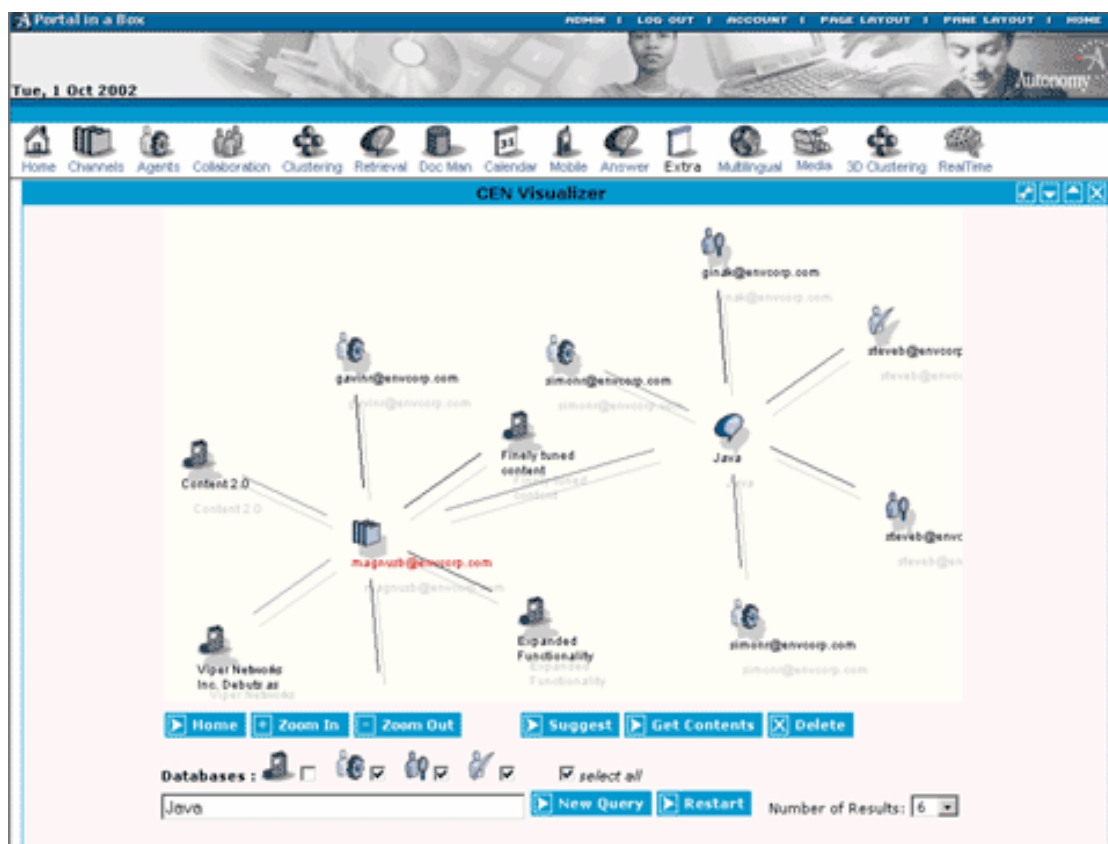 Portal in a Box
ADMIN | LOG OUT | ACCOUNT | PAGE LAYOUT | PANE LAYOUT | HOME
Autonomy
Tue, 1 Oct 2002
Home Channels Agents Collaboration Clustering Retrieval Doc Man Calendar Mobile Answer Extra Multilingual Media 3D Clustering RealTime
CEN Visualizer
ginak@envcorp.com
steveb@envcorp
gavinr@envcorp.com
simonr@envcorp.com
Finely tuned
content
Java
Content 2.0
steveb@envc
magnusb@envcorp.com
Expanded
Functionality
simonr@envcorp.com
Viper Networks
Inc. Debuts as
Home Zoom In Zoom Out Suggest Get Contents Delete
Databases : select all
Java New Query Restart Number of Results: 6